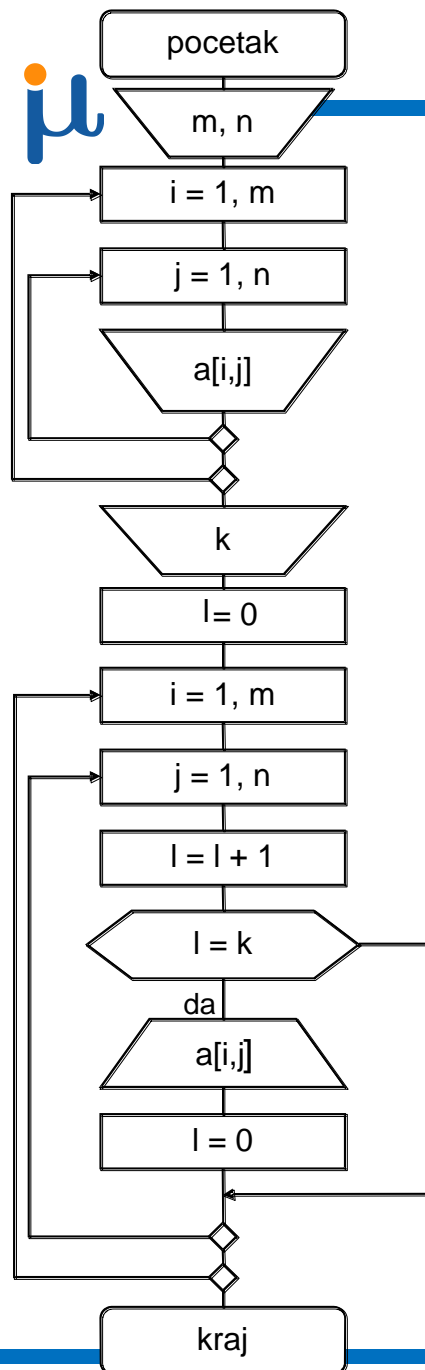 pocetak
m, n
i = 1, m
j = 1, n
a[i,j]
k
l = 0
i = 1, m
j = 1, n
l = l + 1
l = k
da
a[i,j]
l = 0
kraj